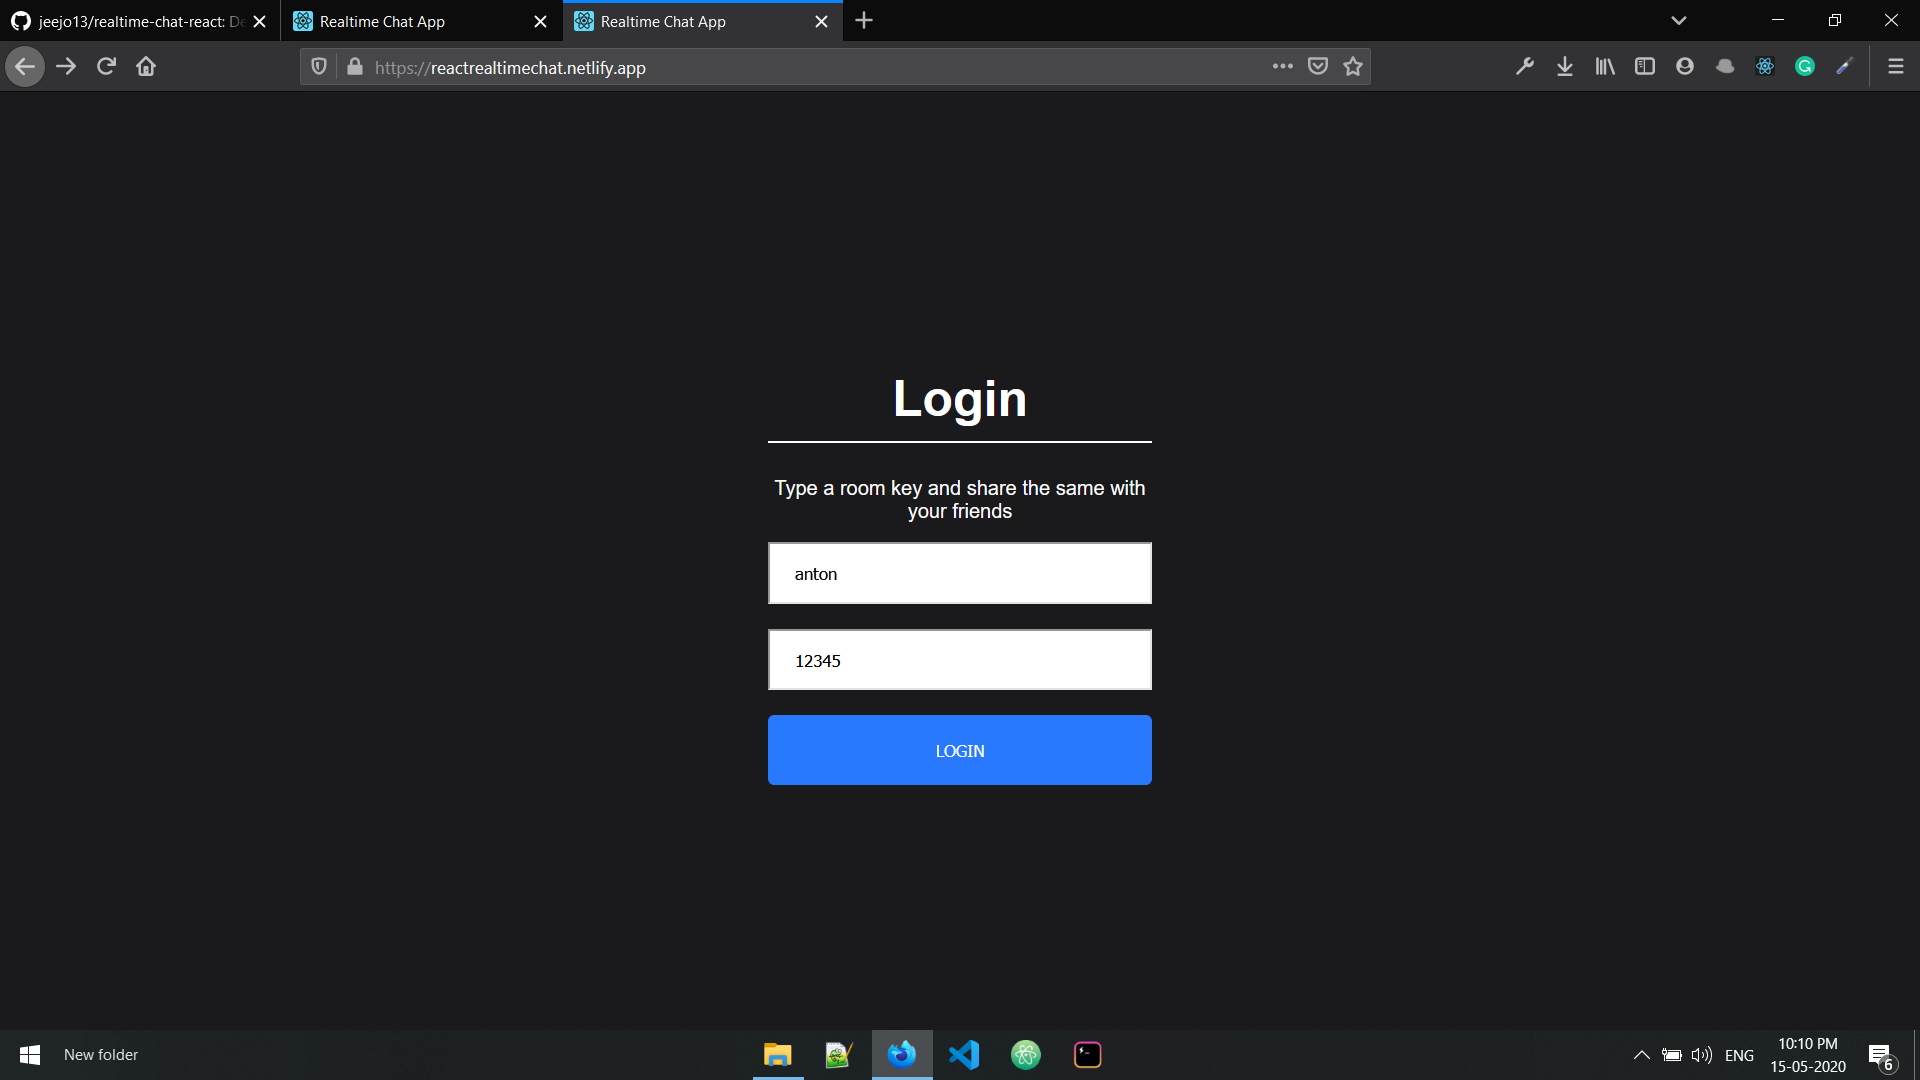 jeejo13/realtime-chat-react: De
Realtime Chat App
Realtime Chat App
https://reactrealtimechat.netlify.app
Login
Type a room key and share the same with
your friends
anton
12345
LOGIN
New folder
ENG
10:10 PM
15-05-2020
6